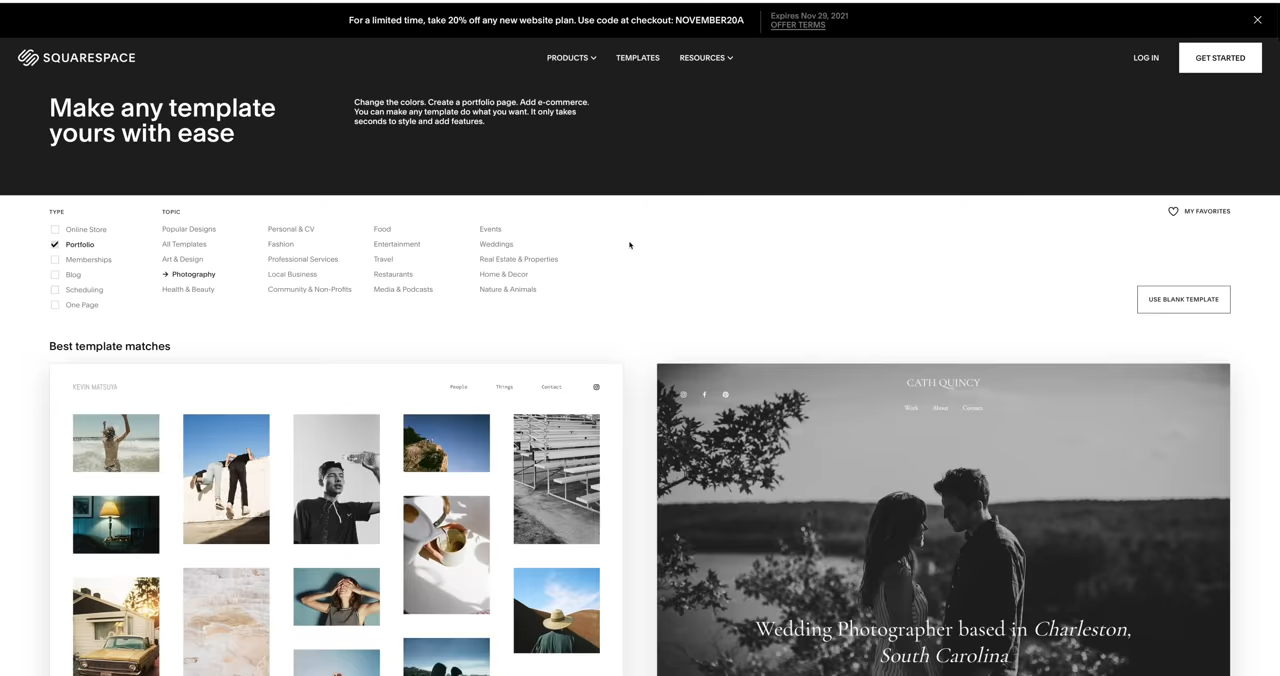 For a limited time, take 20% off any new website plan. Use code at checkout: NOVEMBER20A
Expires Nov 29, 2021
OFFER TERMS
SQUARESPACE
PRODUCTS
TEMPLATES
RESOURCES
LOG IN
GET STARTED
Make any template
yours with ease
Change the colors. Create a portfolio page. Add e-commerce.
You can make any template do what you want. It only takes
seconds to style and add features.
TYPE
Online Store
Portfolio
Memberships
Blog
Scheduling
One Page
TOPIC
Popular Designs
All Templates
Art & Design
Photography
Health & Beauty
Personal & CV
Fashion
Professional Services
Local Business
Community & Non-Profits
Food
Entertainment
Travel
Restaurants
Media & Podcasts
Events
Weddings
Real Estate & Properties
Home & Decor
Nature & Animals
MY FAVORITES
USE BLANK TEMPLATE
Best template matches
KEVIN MATSUYA
People
Things
Contact
CATH QUINCY
Work
About
Contact
Wedding Photographer based in Charleston,
South Carolina